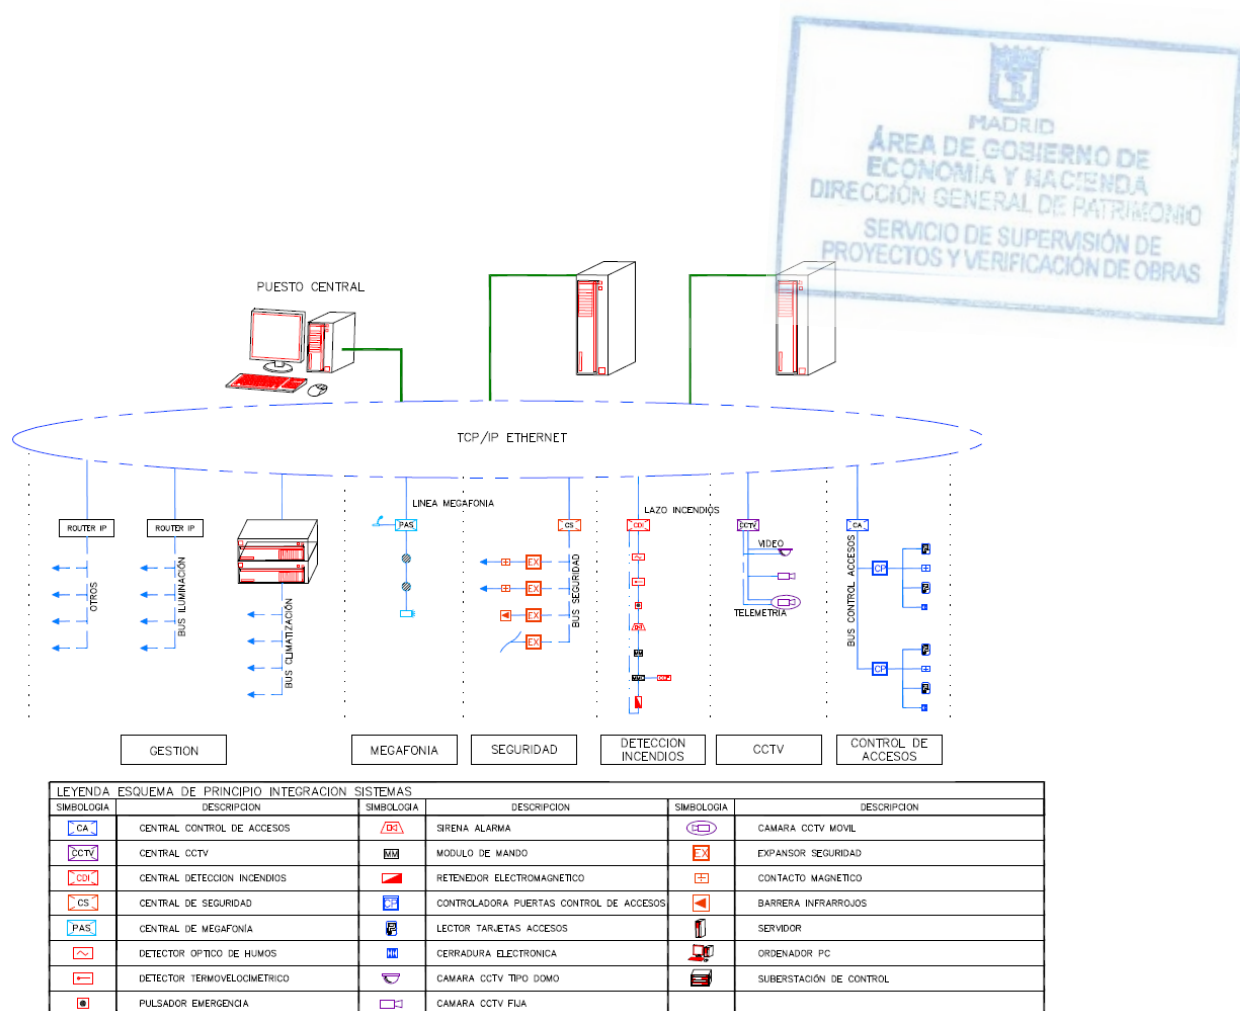 MADRID
ÁREA DE GOBIERNO DE
ECONOMÍA Y HACIENDA
DIRECCIÓN GENERAL DE PATRIMONIO
SERVICIO DE SUPERVISIÓN DE
PROYECTOS Y VERIFICACIÓN DE OBRAS
PUESTO CENTRAL
TCP/IP ETHERNET
ROUTER IP
ROUTER IP
OTROS
BUS ILUMINACIÓN
BUS CLIMATIZACIÓN
LINEA MEGAFONIA
PAS
CS
EX
EX
EX
EX
BUS SEGURIDAD
LAZO INCENDIOS
CDI
MM
CCTV
VIDEO
TELEMETRIA
CA
BUS CONTROL ACCESOS
CP
CP
GESTION
MEGAFONIA
SEGURIDAD
DETECCION
INCENDIOS
CCTV
CONTROL DE
ACCESOS
LEYENDA ESQUEMA DE PRINCIPIO INTEGRACION SISTEMAS
SIMBOLOGIA DESCRIPCION SIMBOLOGIA DESCRIPCION SIMBOLOGIA DESCRIPCION
CA CENTRAL CONTROL DE ACCESOS SIRENA ALARMA CAMARA CCTV MOVIL
CCTV CENTRAL CCTV MM MODULO DE MANDO EX EXPANSOR SEGURIDAD
CDI CENTRAL DETECCION INCENDIOS RETENEDOR ELECTROMAGNETICO CONTACTO MAGNETICO
CS CENTRAL DE SEGURIDAD CP CONTROLADORA PUERTAS CONTROL DE ACCESOS BARRERA INFRARROJOS
PAS CENTRAL DE MEGAFONÍA LECTOR TARJETAS ACCESOS SERVIDOR
DETECTOR OPTICO DE HUMOS CERRADURA ELECTRONICA ORDENADOR PC
DETECTOR TERMOVELOCIMETRICO CAMARA CCTV TIPO DOMO SUBERSTACIÓN DE CONTROL
PULSADOR EMERGENCIA CAMARA CCTV FIJA